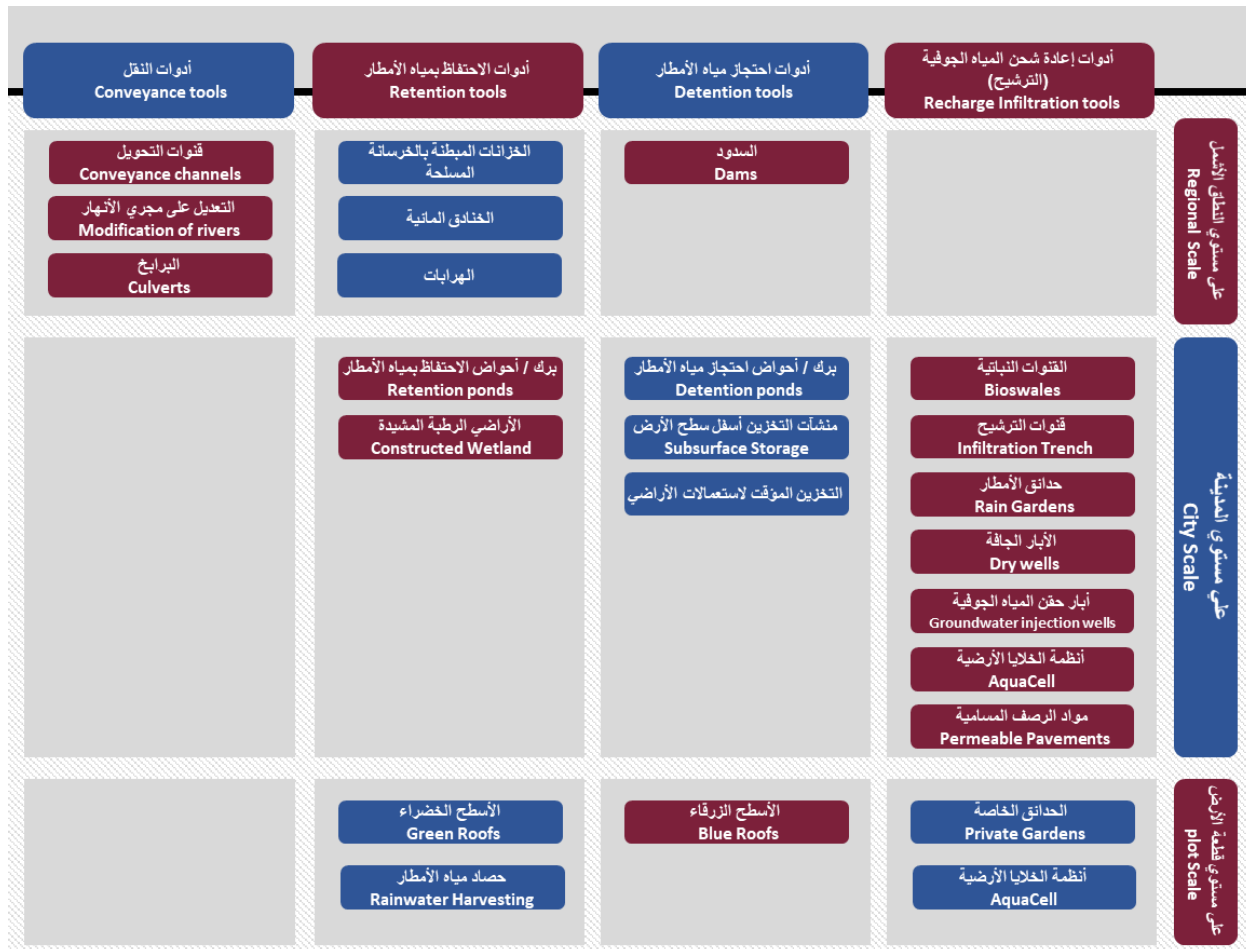 أدوات إعادة شحن المياه الجوفية
(الترشيح)
Recharge Infiltration tools
أدوات احتجاز مياه الأمطار
Detention tools
أدوات الاحتفاظ بمياه الأمطار
Retention tools
أدوات النقل
Conveyance tools
على مستوي النطاق الأشمل
Regional Scale
السدود
Dams
الخزانات المبطنة بالخرسانة
المسلحة
الخنادق المائية
الهرابات
قنوات التحويل
Conveyance channels
التعديل على مجري الأنهار
Modification of rivers
البرابخ
Culverts
علي مستوي المدينة
City Scale
القنوات النباتية
Bioswales
قنوات الترشيح
Infiltration Trench
حدائق الأمطار
Rain Gardens
الأبار الجافة
Dry wells
أبار حقن المياه الجوفية
Groundwater injection wells
أنظمة الخلايا الأرضية
AquaCell
مواد الرصف المسامية
Permeable Pavements
برك / أحواض احتجاز مياه الأمطار
Detention ponds
منشآت التخزين أسفل سطح الأرض
Subsurface Storage
التخزين المؤقت لاستعمالات الأراضي
برك / أحواض الاحتفاظ بمياه الأمطار
Retention ponds
الأراضي الرطبة المشيدة
Constructed Wetland
على مستوي قطعة الأرض
plot Scale
الحدائق الخاصة
Private Gardens
أنظمة الخلايا الأرضية
AquaCell
الأسطح الزرقاء
Blue Roofs
الأسطح الخضراء
Green Roofs
حصاد مياه الأمطار
Rainwater Harvesting